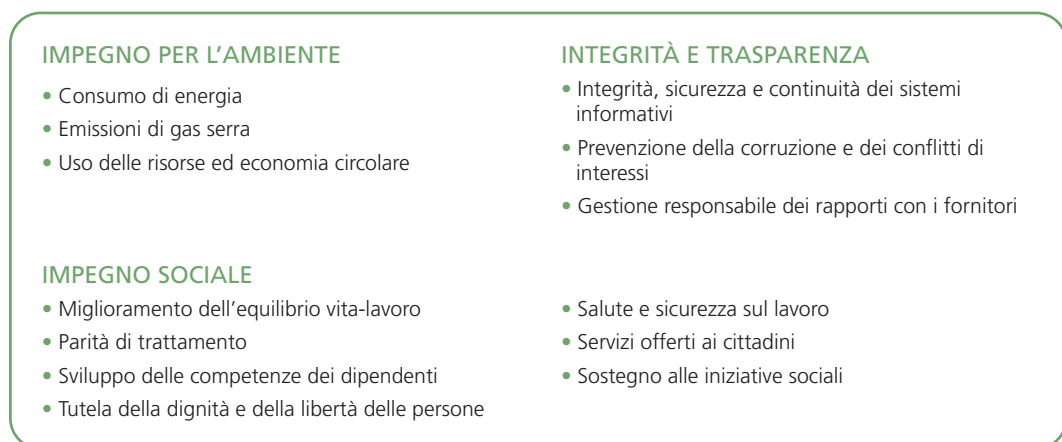 IMPEGNO PER L'AMBIENTE
• Consumo di energia
• Emissioni di gas serra
• Uso delle risorse ed economia circolare
INTEGRITÀ E TRASPARENZA
• Integrità, sicurezza e continuità dei sistemi
informativi
• Prevenzione della corruzione e dei conflitti di
interessi
• Gestione responsabile dei rapporti con i fornitori
IMPEGNO SOCIALE
• Miglioramento dell'equilibrio vita-lavoro
• Parità di trattamento
• Sviluppo delle competenze dei dipendenti
• Tutela della dignità e della libertà delle persone
• Salute e sicurezza sul lavoro
• Servizi offerti ai cittadini
• Sostegno alle iniziative sociali